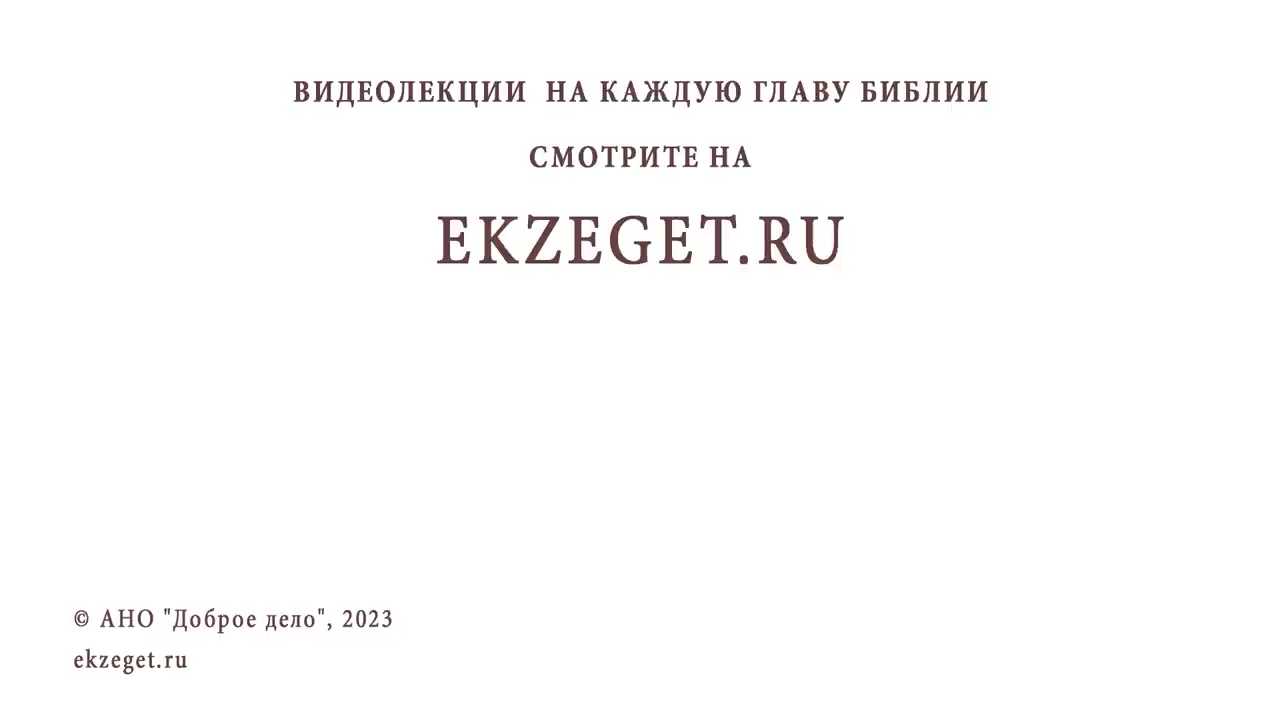 ВИДЕОЛЕКЦИИ НА КАЖДУЮ ГЛАВУ БИБЛИИ
СМОТРИТЕ НА
EKZEGET.RU
© АНО "Доброе дело", 2023
ekzeget.ru